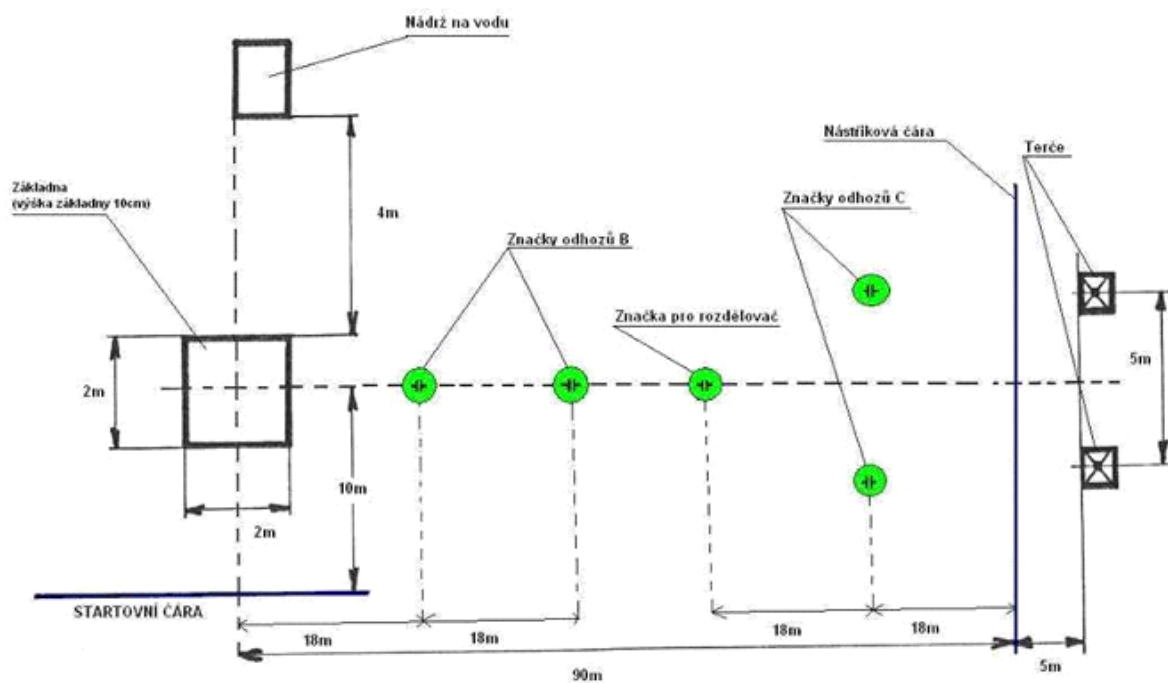 Nádrž na vodu
Nástřiková čára
Terče
Základna
(výška základny 10cm)
Značky odhozů C
4m
Značky odhozů B
Značka pro rozdělovač
5m
2m
10m
2m
STARTOVNÍ ČÁRA
18m
18m
18m
18m
90m
5m